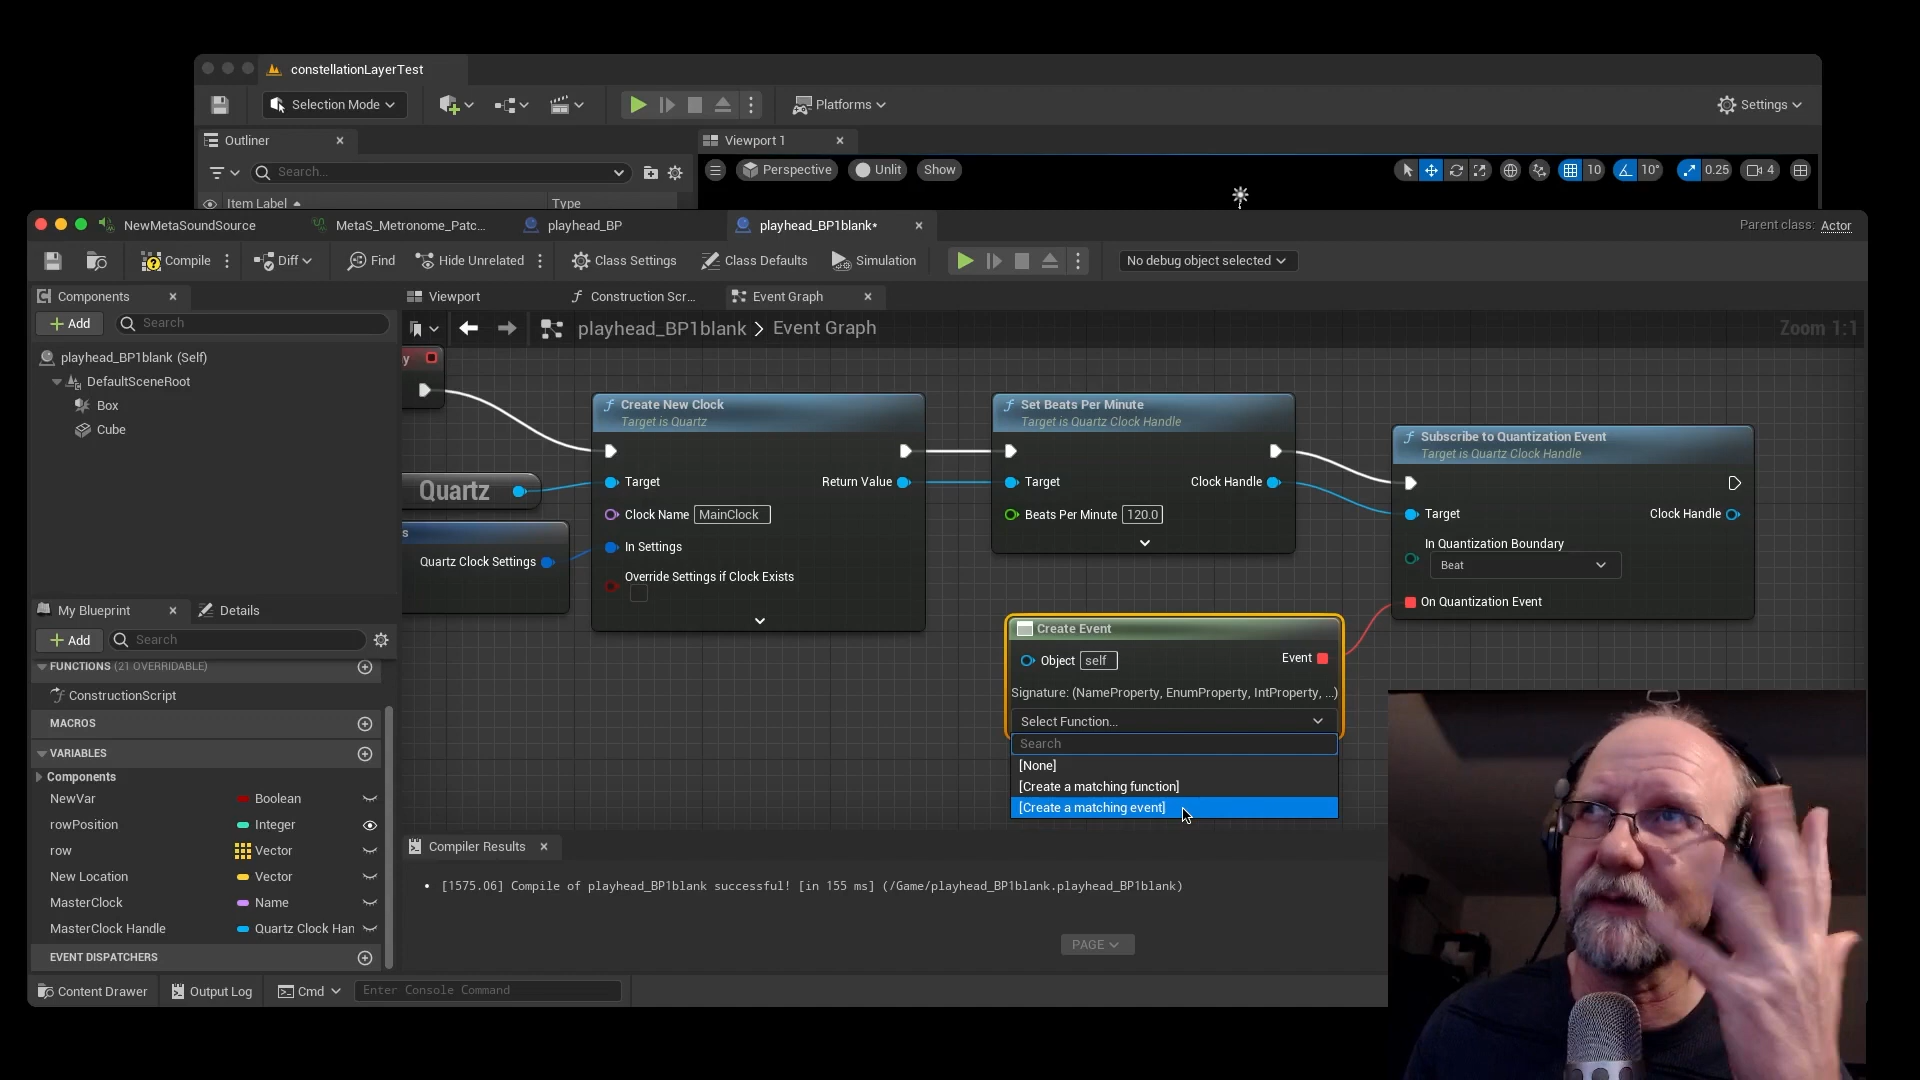 constellationLayerTest
Selection Mode
Platforms
Settings
Outliner
Viewport 1
Search...
Perspective
Unlit
Show
10
10°
0.25
4
Item Label
Type
NewMetaSoundSource
MetaS_Metronome_Patc...
playhead_BP
playhead_BP1blank*
Parent class: Actor
Compile
Diff
Find
Hide Unrelated
Class Settings
Class Defaults
Simulation
No debug object selected
Components
Viewport
Construction Scr...
Event Graph
Add
Search
playhead_BP1blank > Event Graph
Zoom 1:1
playhead_BP1blank (Self)
DefaultSceneRoot
Box
Cube
y
Create New Clock
Target is Quartz
Target
Return Value
Clock Name MainClock
In Settings
Override Settings if Clock Exists
Quartz
s
Quartz Clock Settings
Set Beats Per Minute
Target is Quartz Clock Handle
Target
Clock Handle
Beats Per Minute 120.0
Subscribe to Quantization Event
Target is Quartz Clock Handle
Target
Clock Handle
In Quantization Boundary
Beat
On Quantization Event
Create Event
Object self
Event
Signature: (NameProperty, EnumProperty, IntProperty, ...)
Select Function...
Search
[None]
[Create a matching function]
[Create a matching event]
My Blueprint
Details
Add
Search
FUNCTIONS (21 OVERRIDABLE)
ConstructionScript
MACROS
VARIABLES
Components
NewVar Boolean
rowPosition Integer
row Vector
New Location Vector
MasterClock Name
MasterClock Handle Quartz Clock Han
EVENT DISPATCHERS
Compiler Results
[1575.06] Compile of playhead_BP1blank successful! [in 155 ms] (/Game/playhead_BP1blank.playhead_BP1blank)
PAGE
Content Drawer
Output Log
Cmd
Enter Console Command